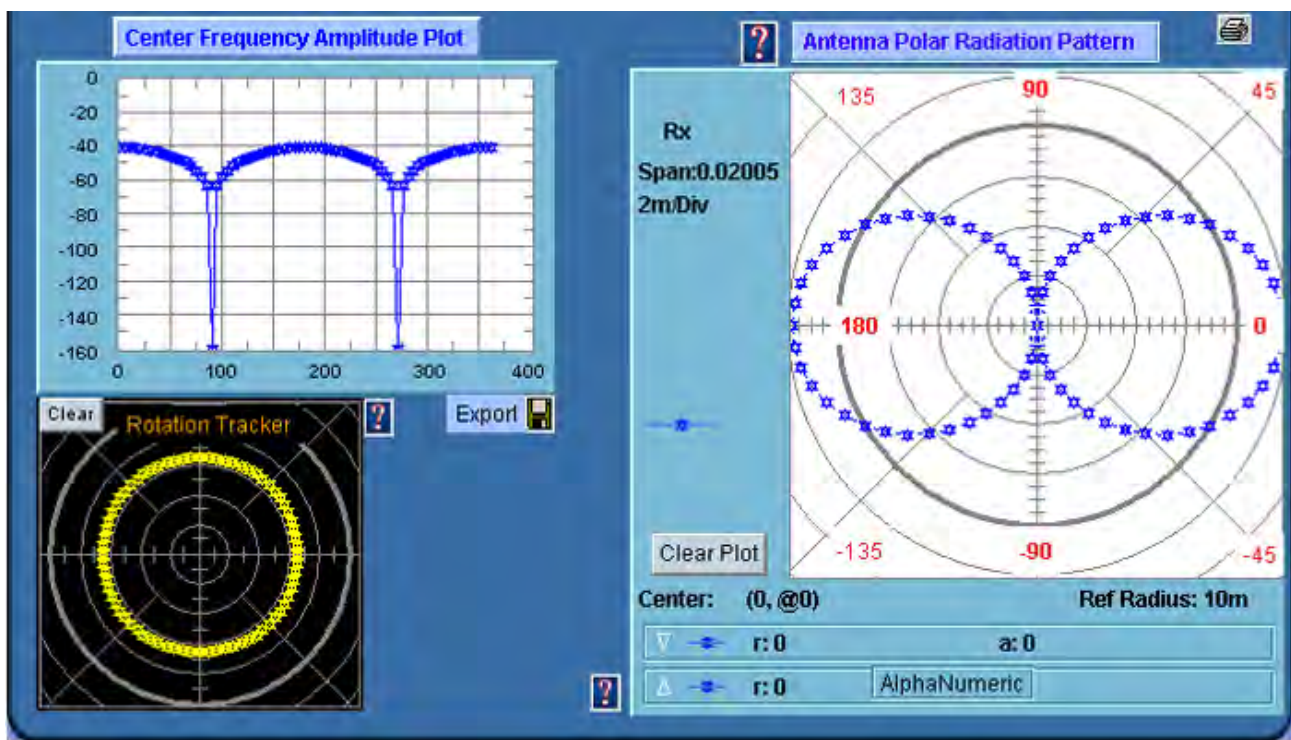 Center Frequency Amplitude Plot
0
-20
-40
-60
-80
-100
-120
-140
-160
0 100 200 300 400
Clear
Rotation Tracker
?
Export
?
Antenna Polar Radiation Pattern
Rx
Span:0.02005
2m/Div
135 90 45
180 0
-135 -90 -45
Clear Plot
Center: (0, @0) Ref Radius: 10m
r: 0 a: 0
r: 0 AlphaNumeric
?